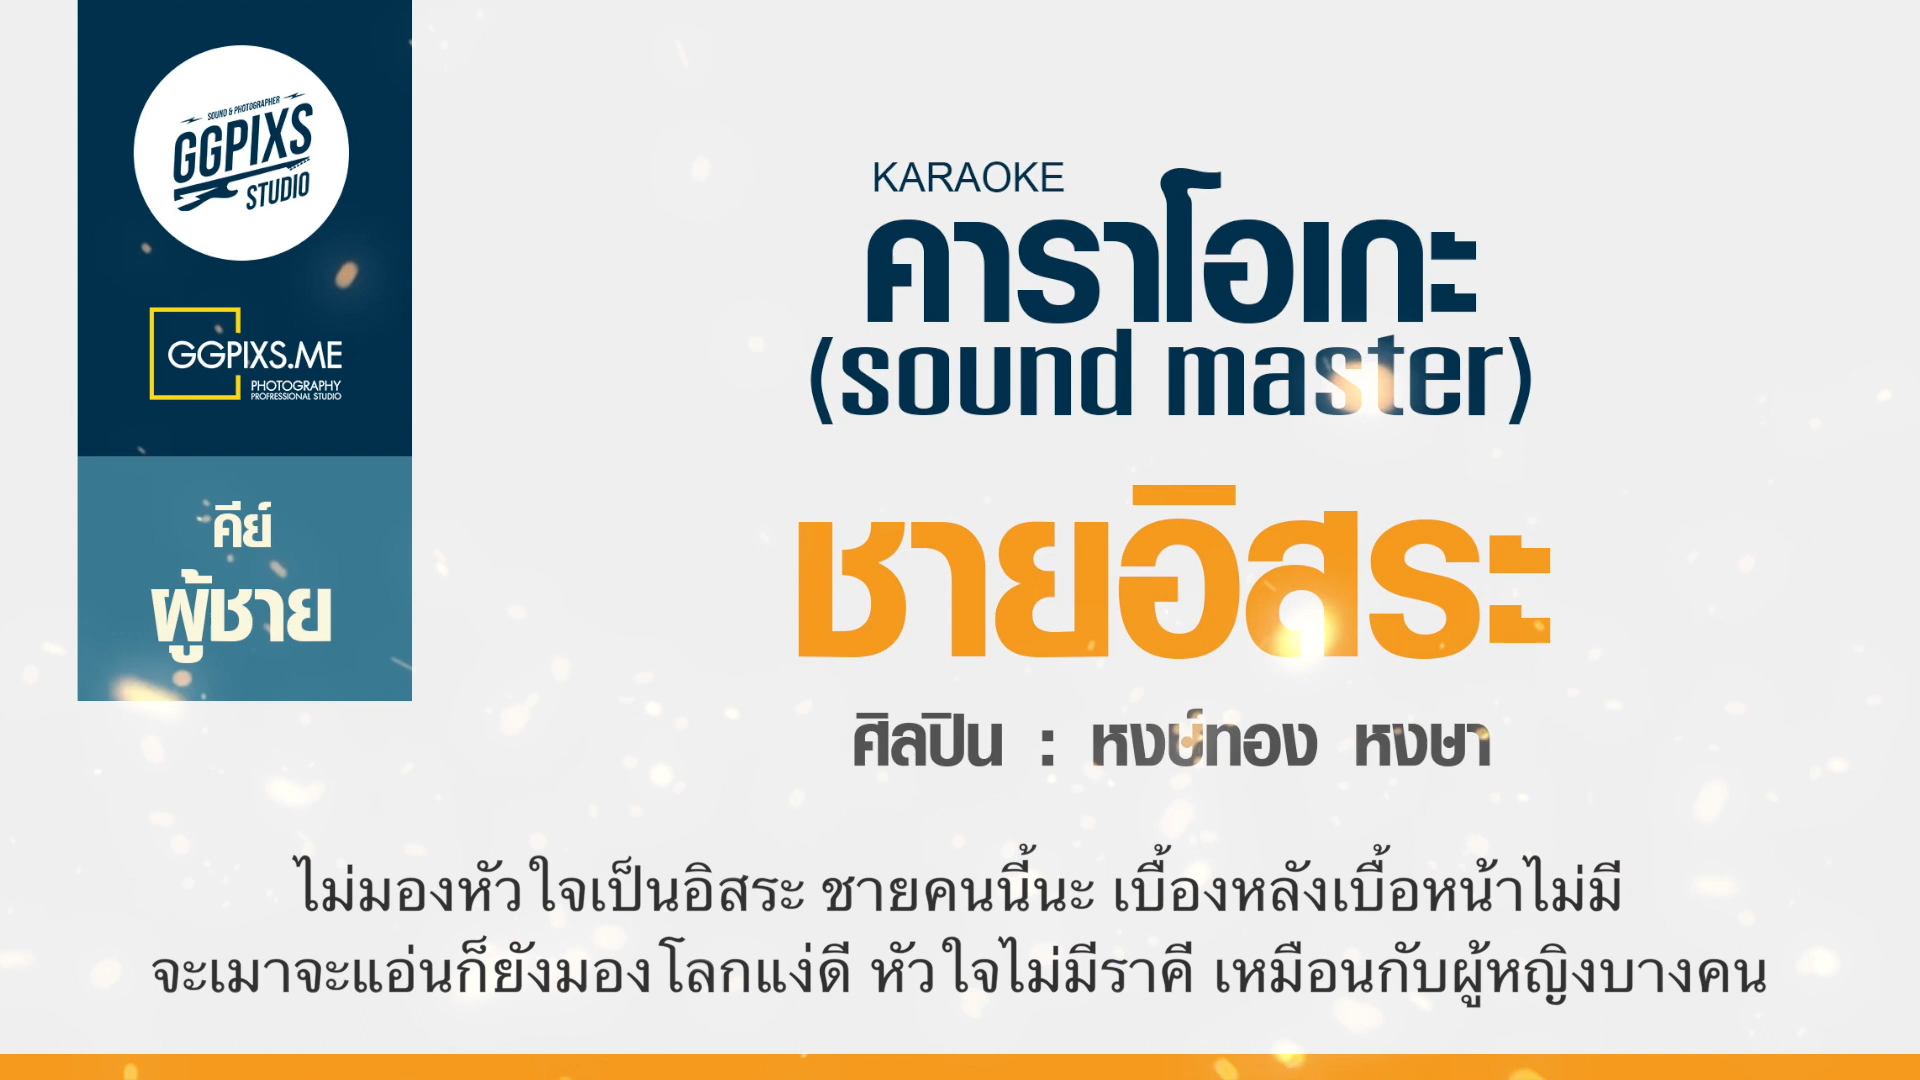 SOUND & PHOTOGRAPHER
GGPIXS
STUDIO
GGPIXS.ME
PHOTOGRAPHY
PROFRESSIONAL STUDIO
คีย์
ผู้ชาย
KARAOKE
คาราโอเกะ
(sound master)
ชายอิสระ
ศิลปิน : หงษ์ทอง หงษา
ไม่มองหัวใจเป็นอิสระ ชายคนนี้นะ เบื้องหลังเบื้อหน้าไม่มี
จะเมาจะแอ่นก็ยังมองโลกแง่ดี หัวใจไม่มีราคี เหมือนกับผู้หญิงบางคน